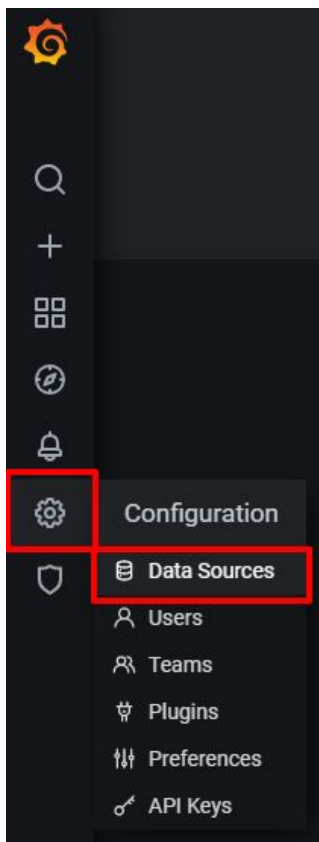 Configuration
Data Sources
Users
Teams
Plugins
Preferences
API Keys